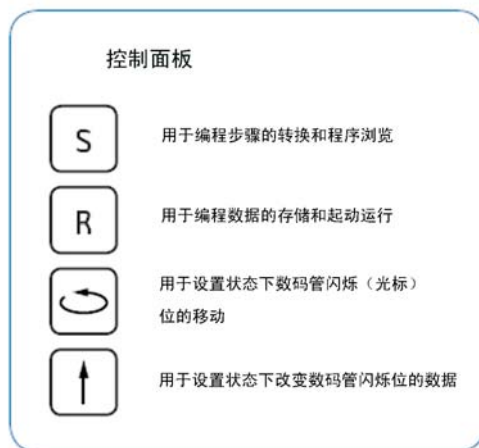 控制面板
S
用于编程步骤的转换和程序浏览
R
用于编程数据的存储和起动运行
用于设置状态下数码管闪烁（光标）
位的移动
用于设置状态下改变数码管闪烁位的数据